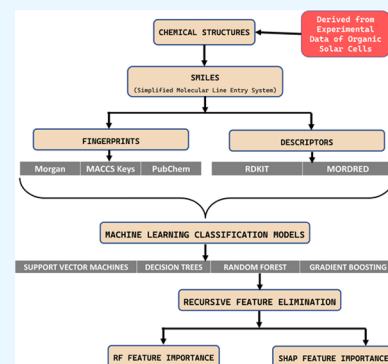 Derived from
Experimental
Data of Organic
Solar Cells
CHEMICAL STRUCTURES
SMILES
(Simplified Molecular Line Entry System)
FINGERPRINTS
DESCRIPTORS
Morgan
MACCS Keys
PubChem
RDKIT
MORDRED
MACHINE LEARNING CLASSIFICATION MODELS
SUPPORT VECTOR MACHINES
DECISION TREES
RANDOM FOREST
GRADIENT BOOSTING
RECURSIVE FEATURE ELIMINATION
RF FEATURE IMPORTANCE
SHAP FEATURE IMPORTANCE